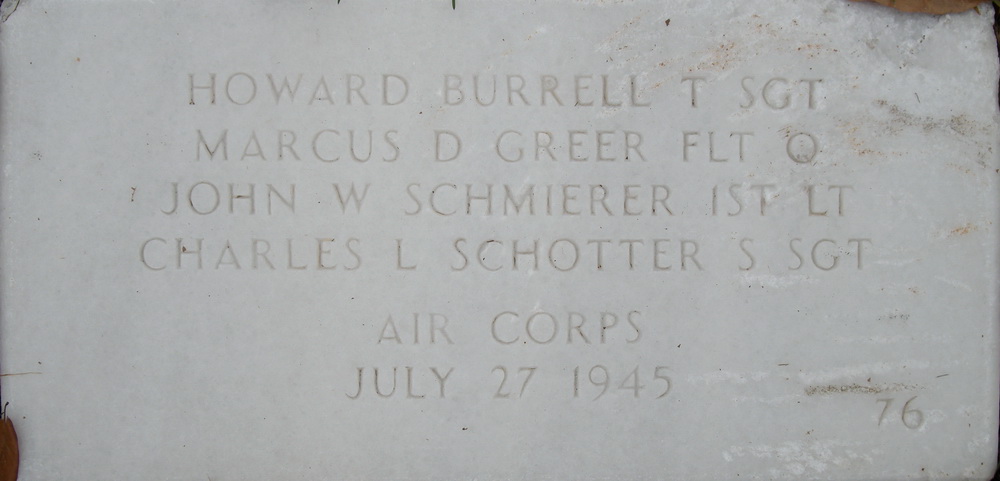 HOWARD BURRELL T SGT
MARCUS D GREER FLT O
JOHN W SCHMIERER 1ST LT
CHARLES L SCHOTTER S SGT
AIR CORPS
JULY 27 1945
76